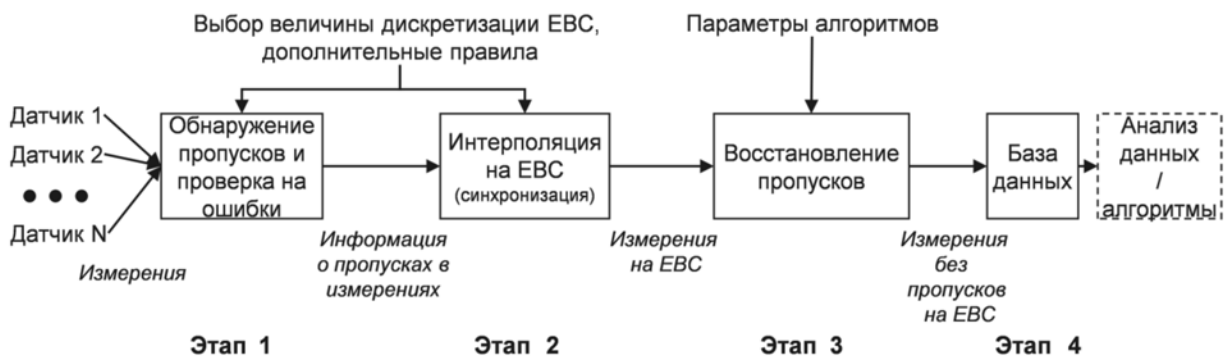 Выбор величины дискретизации ЕВС,
дополнительные правила
Параметры алгоритмов
Датчик 1
Датчик 2
Датчик N
Измерения
Обнаружение
пропусков и
проверка на
ошибки
Информация
о пропусках в
измерениях
Интерполяция
на ЕВС
(синхронизация)
Измерения
на ЕВС
Восстановление
пропусков
Измерения
без
пропусков
на ЕВС
База
данных
Анализ
данных
/
алгоритмы
Этап 1
Этап 2
Этап 3
Этап 4